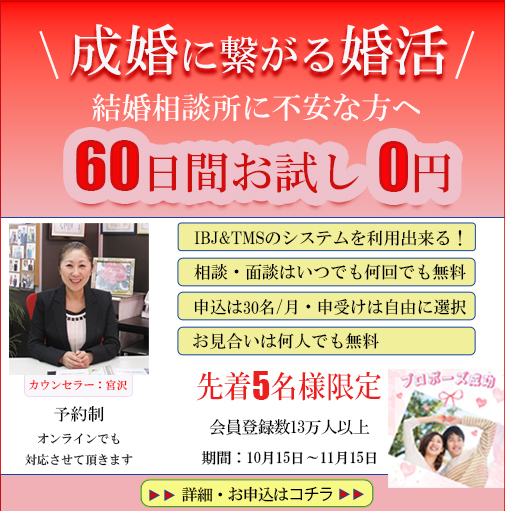 \ 成婚に繋がる婚活 /
結婚相談所に不安な方へ
60日間お試し 0円
IBJ&TMSのシステムを利用出来る！
相談・面談はいつでも何回でも無料
申込は30名/月・申受けは自由に選択
お見合いは何人でも無料
カウンセラー：宮沢
予約制
オンラインでも
対応させて頂きます
先着5名様限定
会員登録数13万人以上
期間：10月15日～11月15日
プロポーズ成功
▶▶ 詳細・お申込はコチラ ▶▶